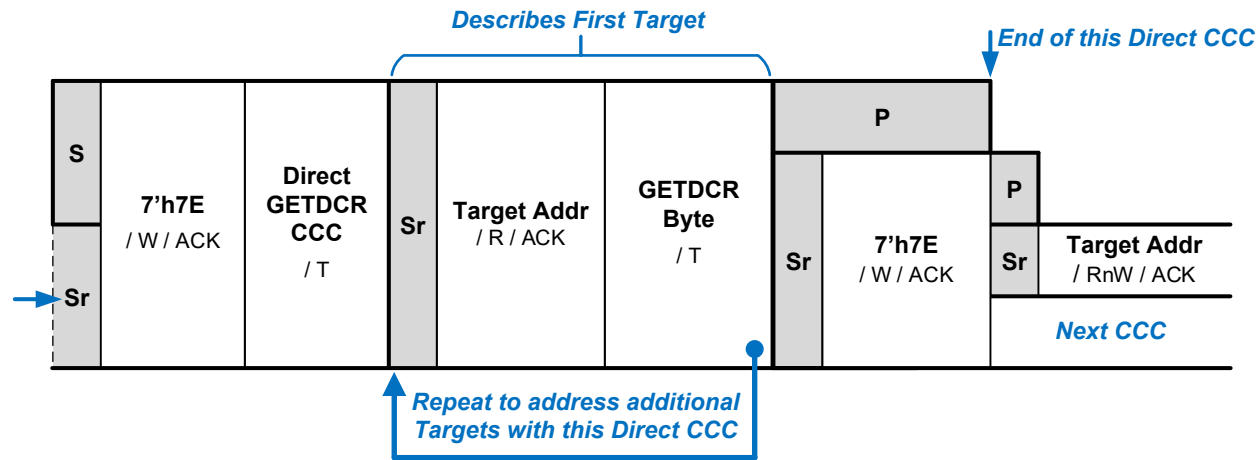 Describes First Target
End of this Direct CCC
S
Sr
7'h7E
/ W / ACK
Direct
GETDCR
CCC
/ T
Sr
Target Addr
/ R / ACK
GETDCR
Byte
/ T
P
Sr
7'h7E
/ W / ACK
P
Sr
Target Addr
/ RnW / ACK
Next CCC
Repeat to address additional
Targets with this Direct CCC